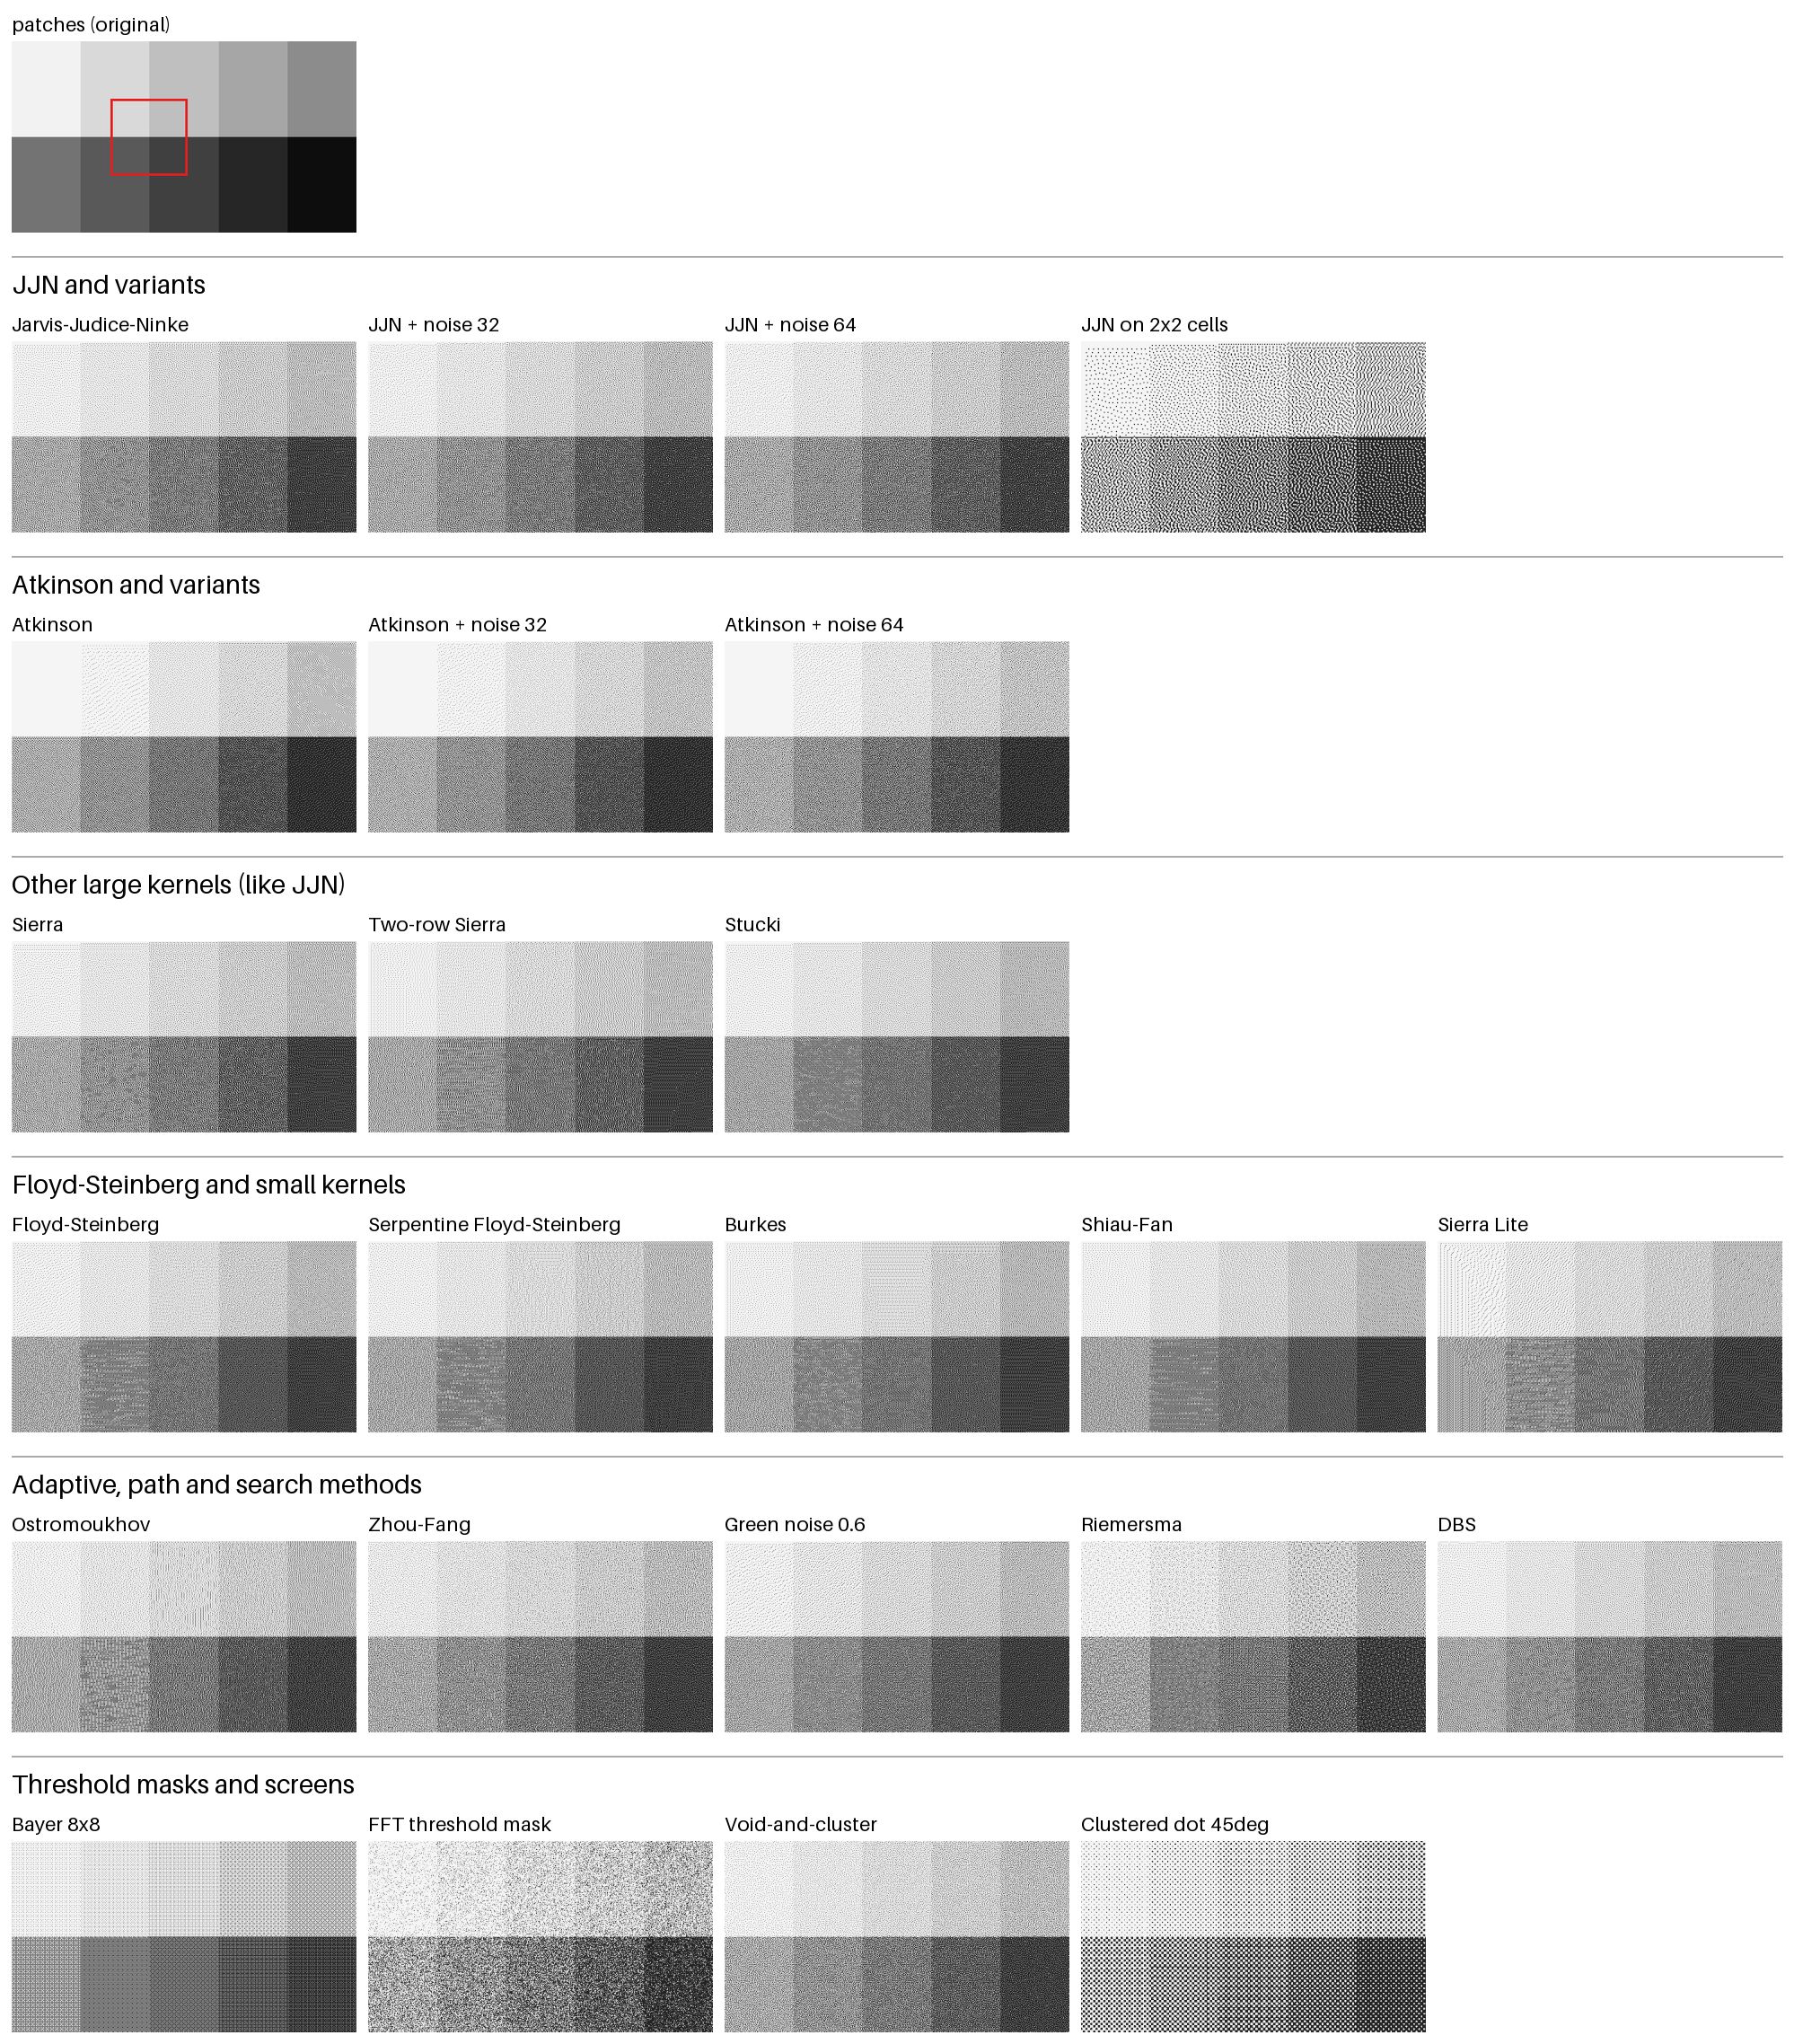 patches (original)
JJN and variants
Jarvis-Judice-Ninke
JJN + noise 32
JJN + noise 64
JJN on 2x2 cells
Atkinson and variants
Atkinson
Atkinson + noise 32
Atkinson + noise 64
Other large kernels (like JJN)
Sierra
Two-row Sierra
Stucki
Floyd-Steinberg and small kernels
Floyd-Steinberg
Serpentine Floyd-Steinberg
Burkes
Shiau-Fan
Sierra Lite
Adaptive, path and search methods
Ostromoukhov
Zhou-Fang
Green noise 0.6
Riemersma
DBS
Threshold masks and screens
Bayer 8x8
FFT threshold mask
Void-and-cluster
Clustered dot 45deg